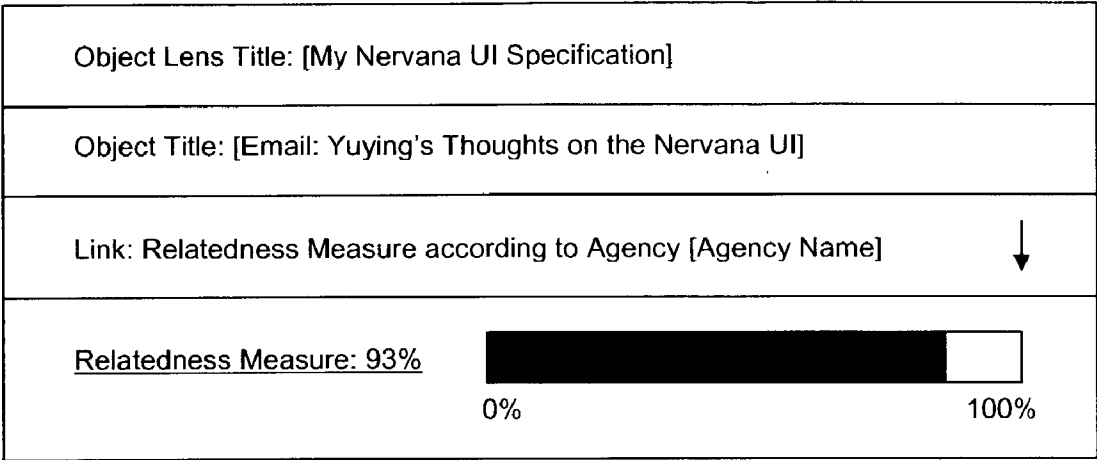 Object Lens Title: [My Nervana UI Specification]
Object Title: [Email: Yuying's Thoughts on the Nervana UI]
Link: Relatedness Measure according to Agency [Agency Name]
Relatedness Measure: 93%
0% 100%